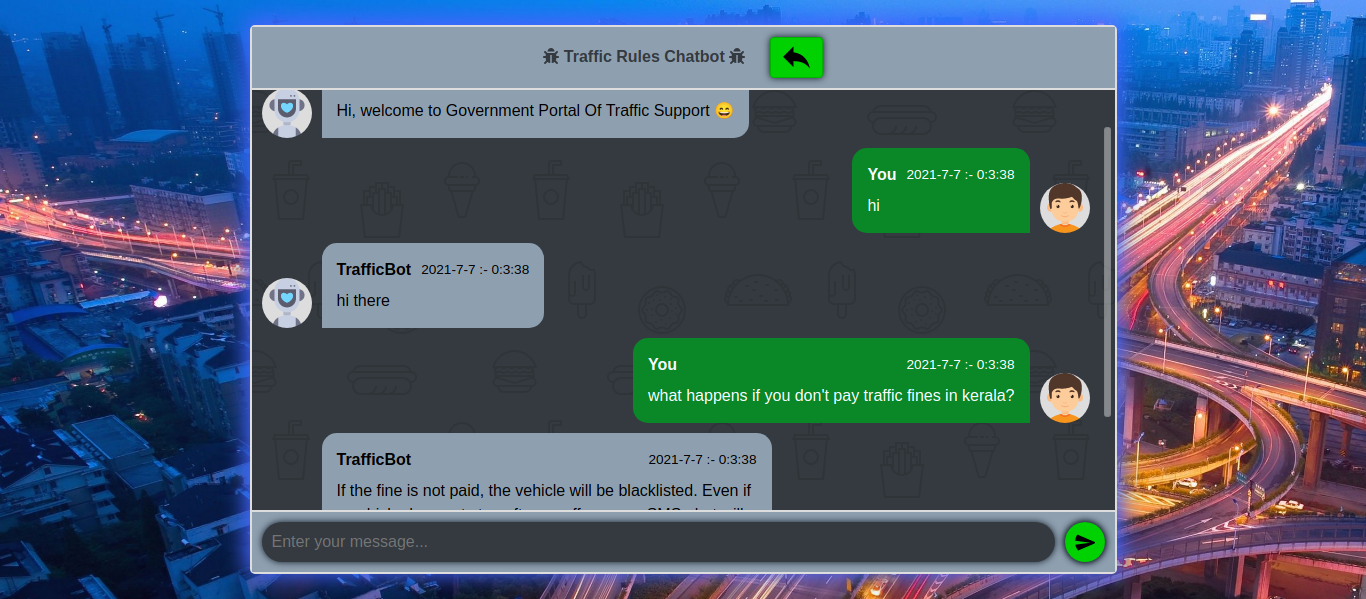 Traffic Rules Chatbot
Hi, welcome to Government Portal Of Traffic Support 😄
You 2021-7-7 :- 0:3:38
hi
TrafficBot 2021-7-7 :- 0:3:38
hi there
You 2021-7-7 :- 0:3:38
what happens if you don't pay traffic fines in kerala?
TrafficBot 2021-7-7 :- 0:3:38
If the fine is not paid, the vehicle will be blacklisted. Even if
Enter your message...